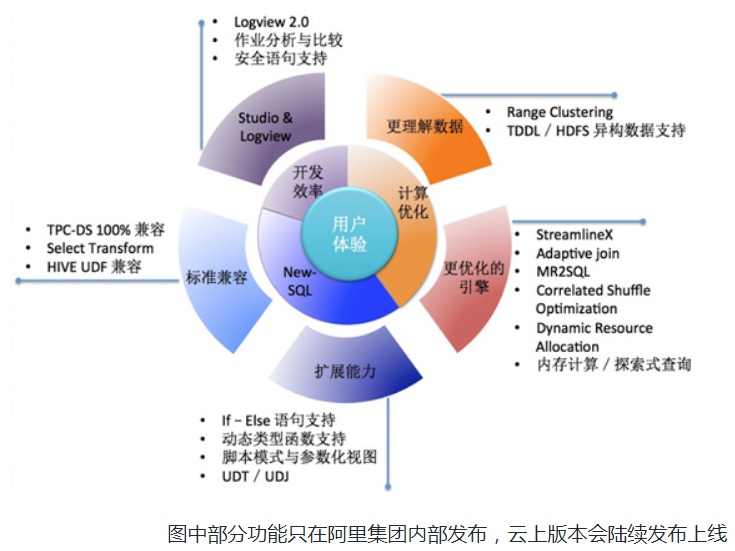 Logview 2.0
作业分析与比较
安全语句支持
Studio &
Logview
更理解数据
Range Clustering
TDDL / HDFS 异构数据支持
开发
效率
计算
优化
用户
体验
New-
SQL
TPC-DS 100% 兼容
Select Transform
HIVE UDF 兼容
标准兼容
更优化的
引擎
StreamlineX
Adaptive join
MR2SQL
Correlated Shuffle
Optimization
Dynamic Resource
Allocation
内存计算 / 探索式查询
扩展能力
If – Else 语句支持
动态类型函数支持
脚本模式与参数化视图
UDT / UDJ
图中部分功能只在阿里集团内部发布，云上版本会陆续发布上线